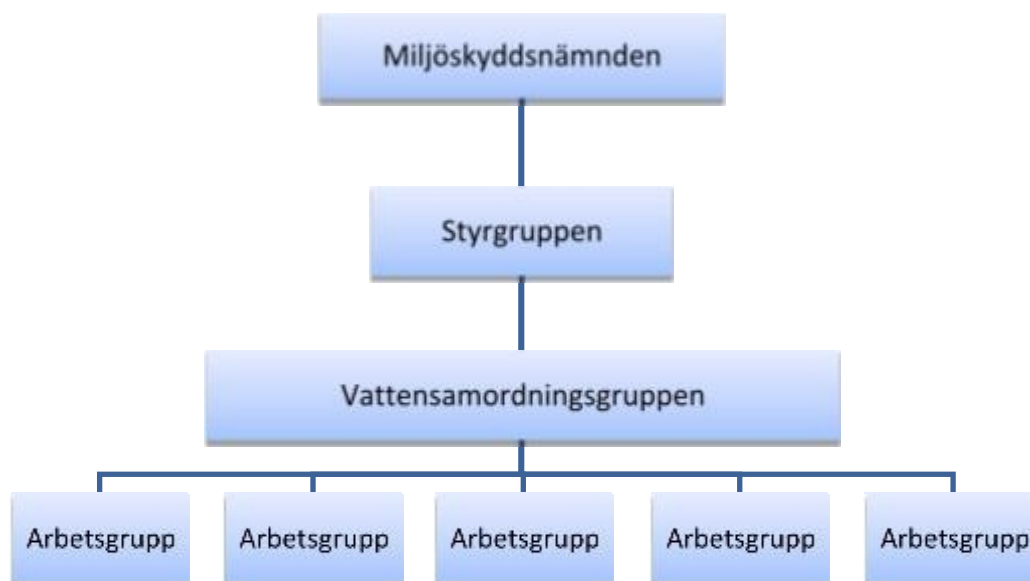 Miljöskyddsnämnden
Styrgruppen
Vattensamordningsgruppen
Arbetsgrupp Arbetsgrupp Arbetsgrupp Arbetsgrupp Arbetsgrupp